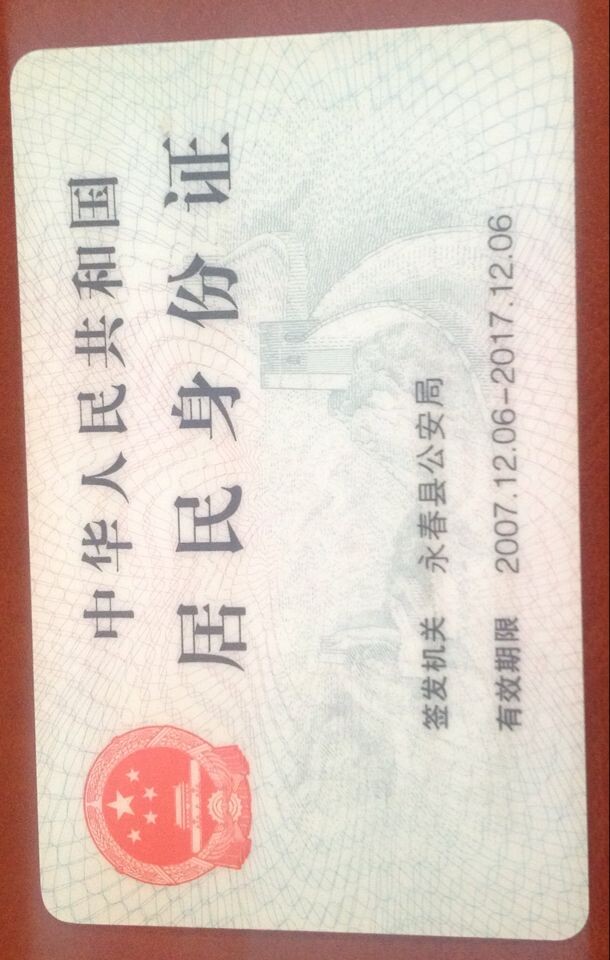 中华人民共和国
居民身份证
签发机关 永春县公安局
有效期限 2007.12.06-2017.12.06